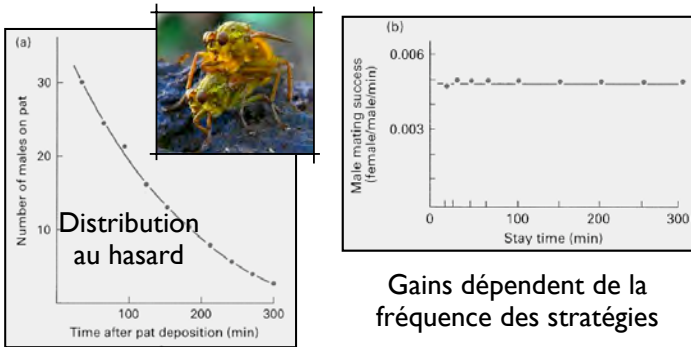 (a)
30
20
10
Number of males on pat
Distribution
au hasard
100
200
300
Time after pat deposition (min)
(b)
0.006
0.003
Male mating success
(female/male/min)
0
100
200
300
Stay time (min)
Gains dépendent de la
fréquence des stratégies